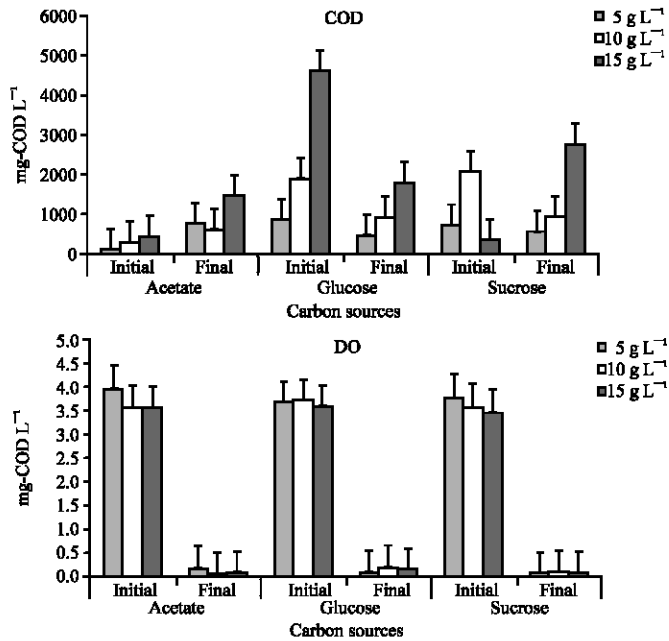 COD
5 g L⁻¹
10 g L⁻¹
15 g L⁻¹
6000
5000
4000
3000
2000
1000
0
mg-COD L⁻¹
Initial Final Initial Final Initial Final
Acetate Glucose Sucrose
Carbon sources
DO
5 g L⁻¹
10 g L⁻¹
15 g L⁻¹
5.0
4.5
4.0
3.5
3.0
2.5
2.0
1.5
1.0
0.5
0.0
mg-COD L⁻¹
Initial Final Initial Final Initial Final
Acetate Glucose Sucrose
Carbon sources